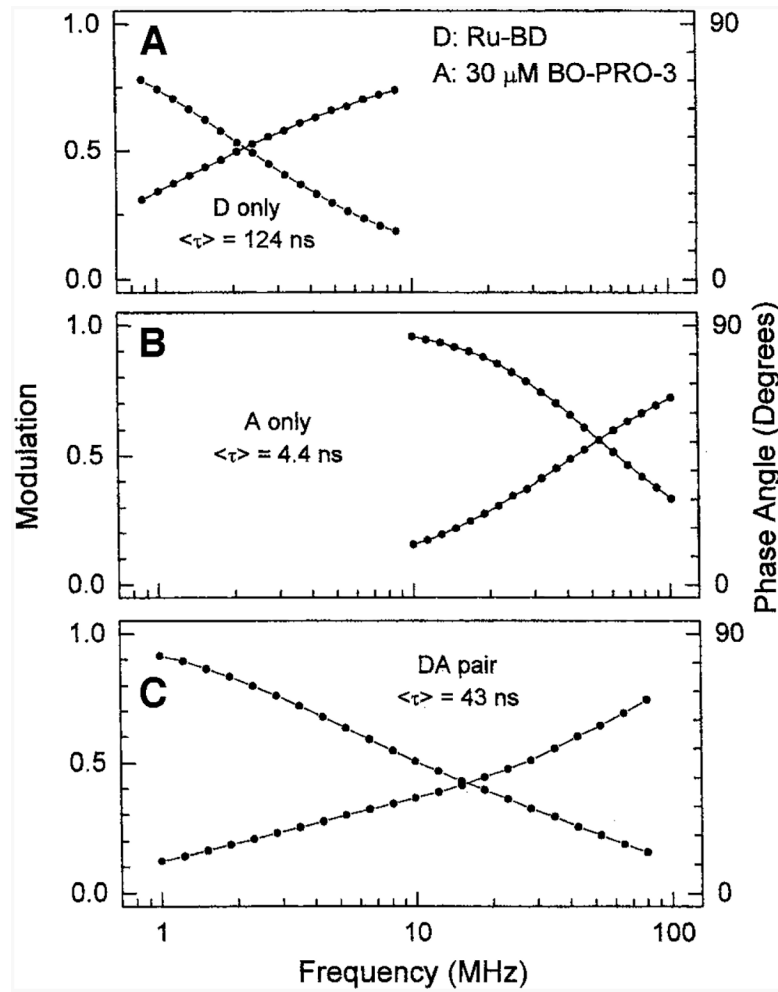 A
D: Ru-BD
A: 30 μM BO-PRO-3
D only
<τ> = 124 ns
1.0
0.5
0.0
90
0
B
A only
<τ> = 4.4 ns
1.0
0.5
0.0
90
0
C
DA pair
<τ> = 43 ns
1.0
0.5
0.0
90
0
Modulation
Phase Angle (Degrees)
1
10
100
Frequency (MHz)